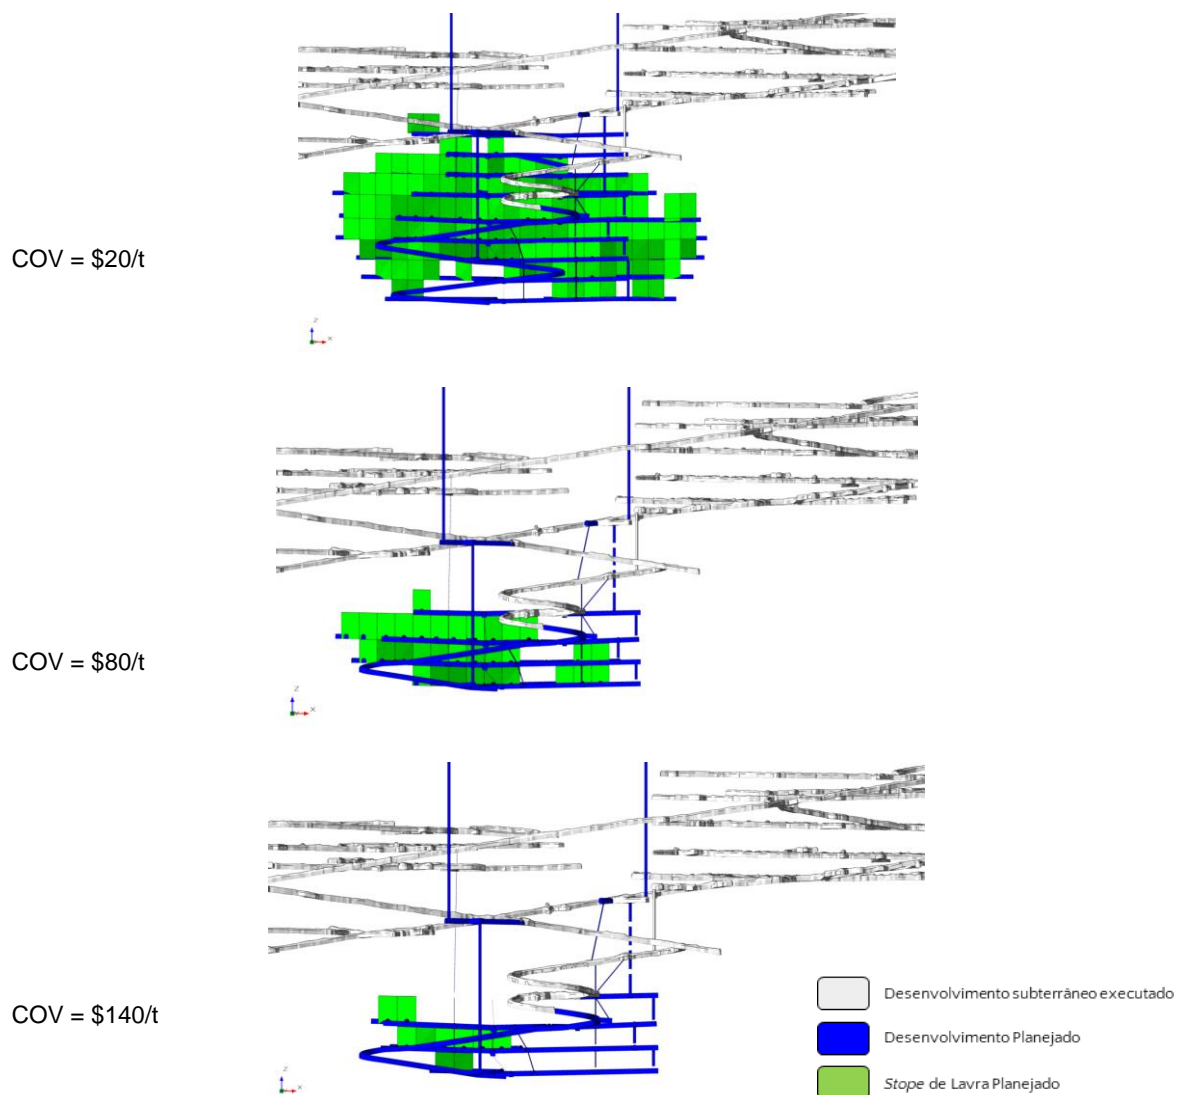 COV = $20/t
Z
X
COV = $80/t
Z
X
COV = $140/t
Z
X
Desenvolvimento subterrâneo executado
Desenvolvimento Planejado
Stope de Lavra Planejado